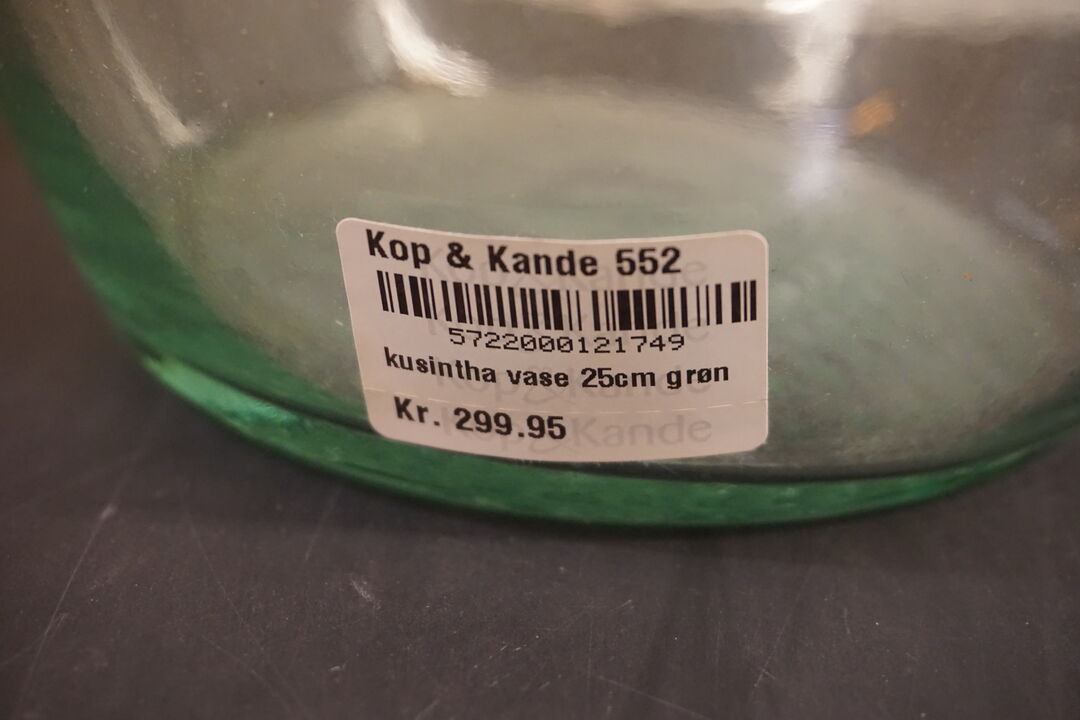 Kop & Kande 552
5722000121749
kusintha vase 25cm grøn
Kr. 299.95